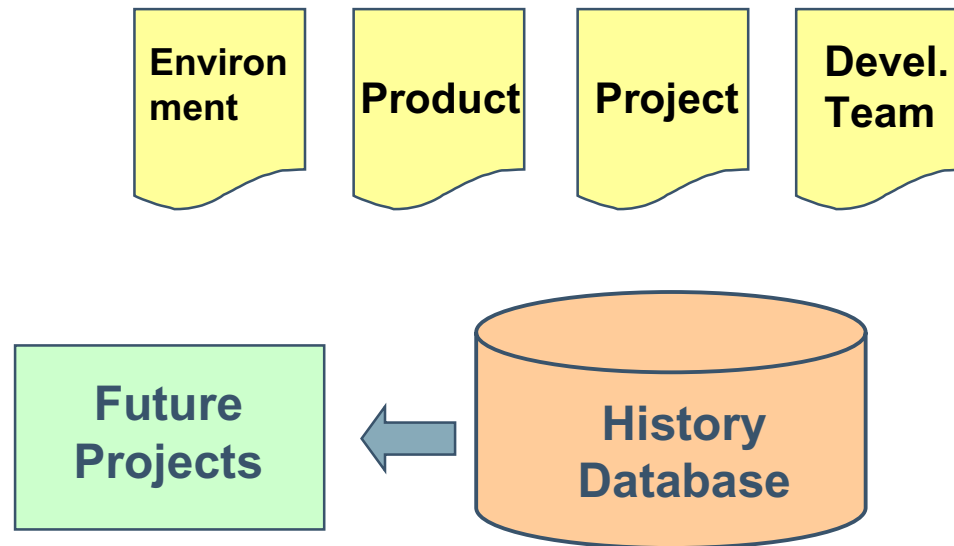 Environ
ment
Product
Project
Devel.
Team
Future
Projects
History
Database